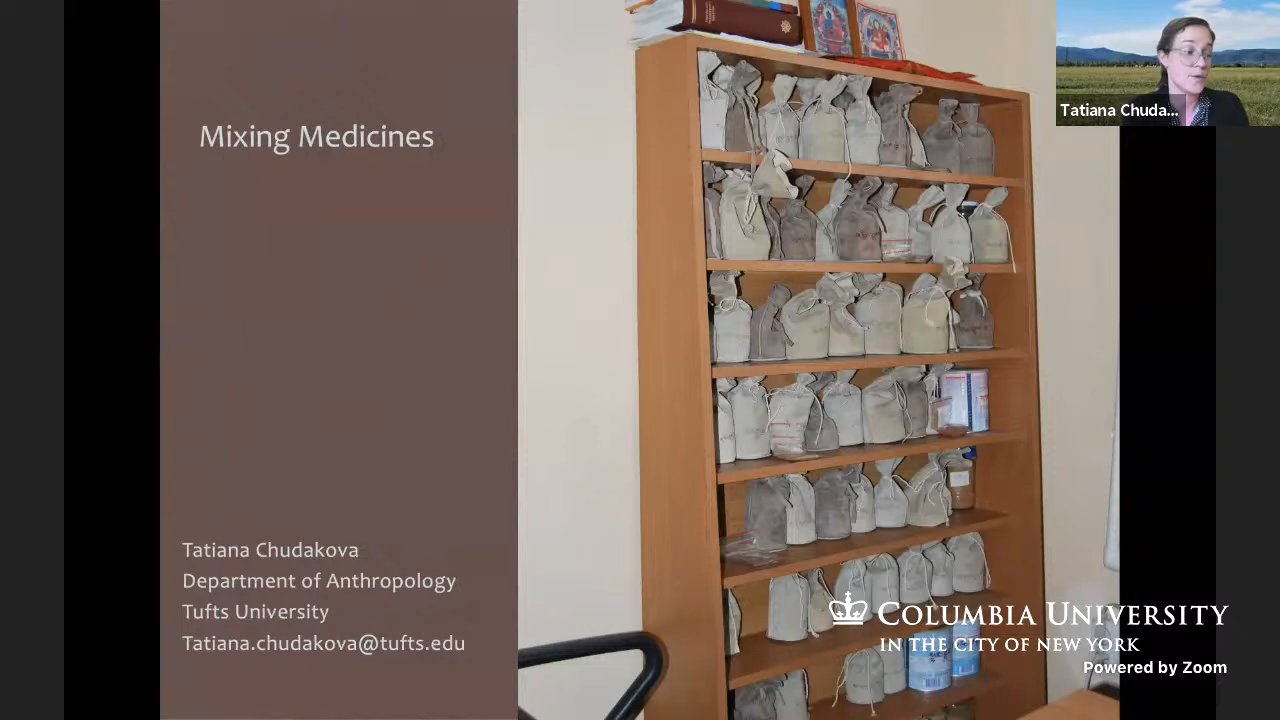 Mixing Medicines
Tatiana Chuda...
Tatiana Chudakova
Department of Anthropology
Tufts University
Tatiana.chudakova@tufts.edu
COLUMBIA UNIVERSITY
IN THE CITY OF NEW YORK
Powered by Zoom